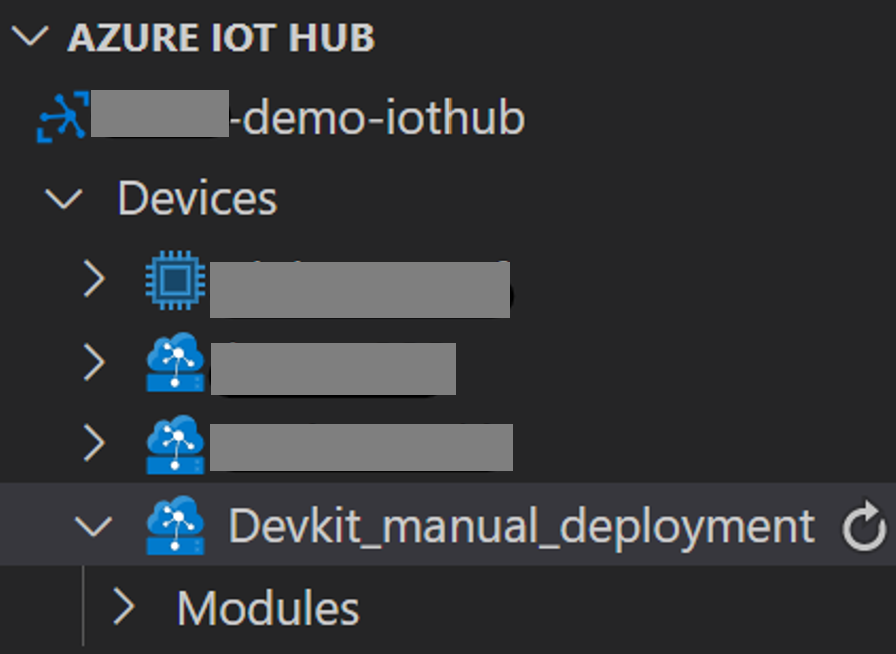 AZURE IOT HUB
-demo-iothub
Devices
Devkit_manual_deployment
Modules